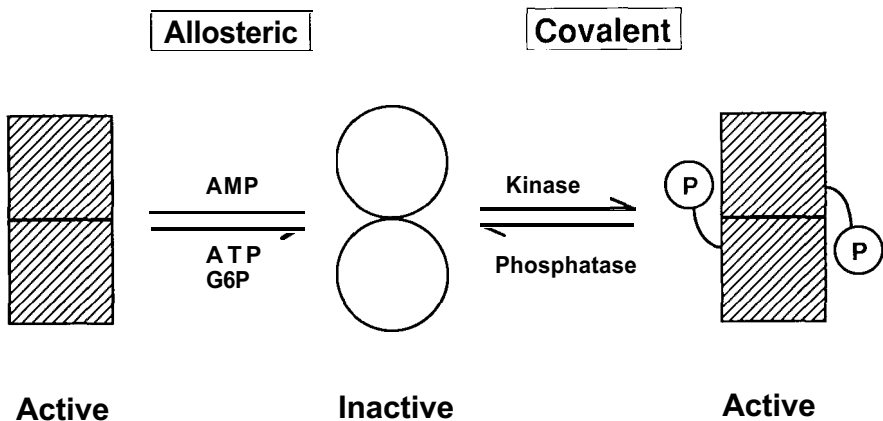 Allosteric
Covalent
AMP
ATP
G6P
Kinase
Phosphatase
P
P
Active
Inactive
Active